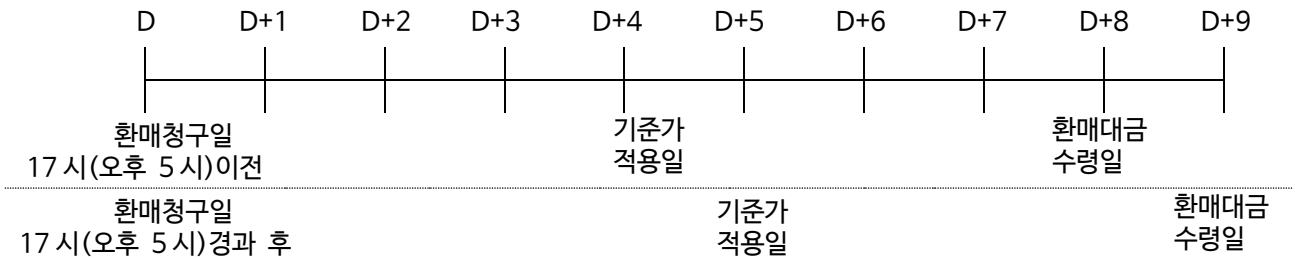 D D+1 D+2 D+3 D+4 D+5 D+6 D+7 D+8 D+9
환매청구일 기준가 환매대금
17 시(오후 5 시)이전 적용일 수령일
환매청구일 기준가 환매대금
17 시(오후 5 시)경과 후 적용일 수령일